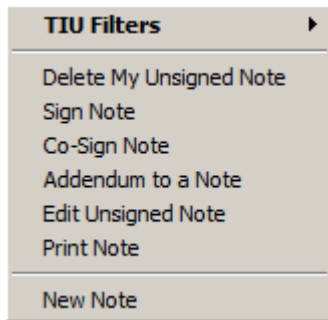 TIU Filters
Delete My Unsigned Note
Sign Note
Co-Sign Note
Addendum to a Note
Edit Unsigned Note
Print Note
New Note